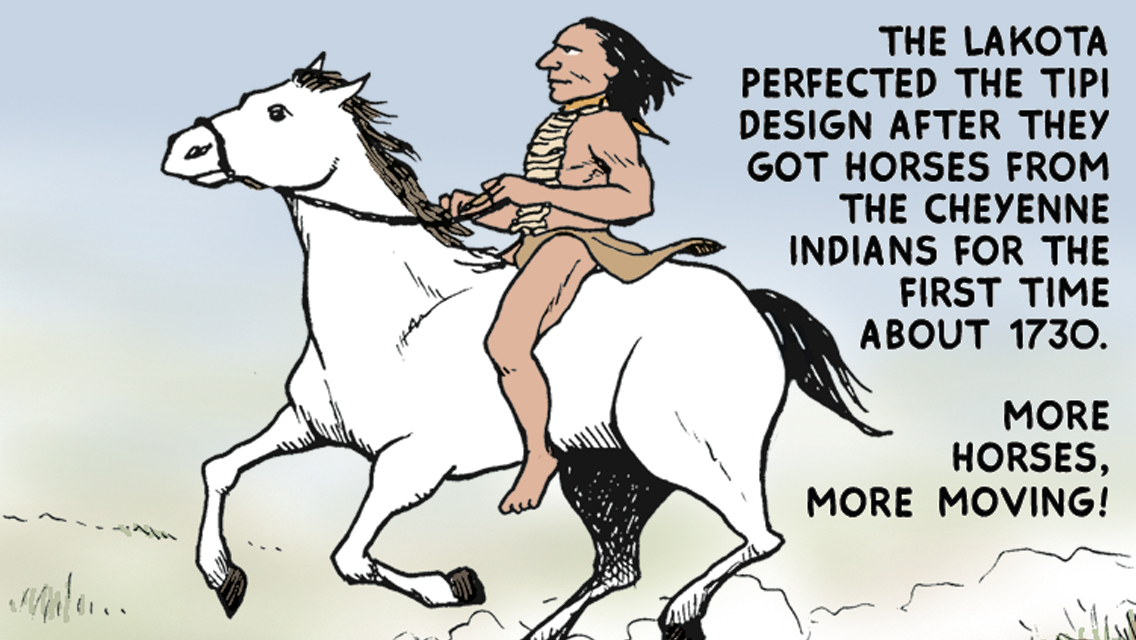 THE LAKOTA
PERFECTED THE TIPI
DESIGN AFTER THEY
GOT HORSES FROM
THE CHEYENNE
INDIANS FOR THE
FIRST TIME
ABOUT 1730.
MORE
HORSES,
MORE MOVING!